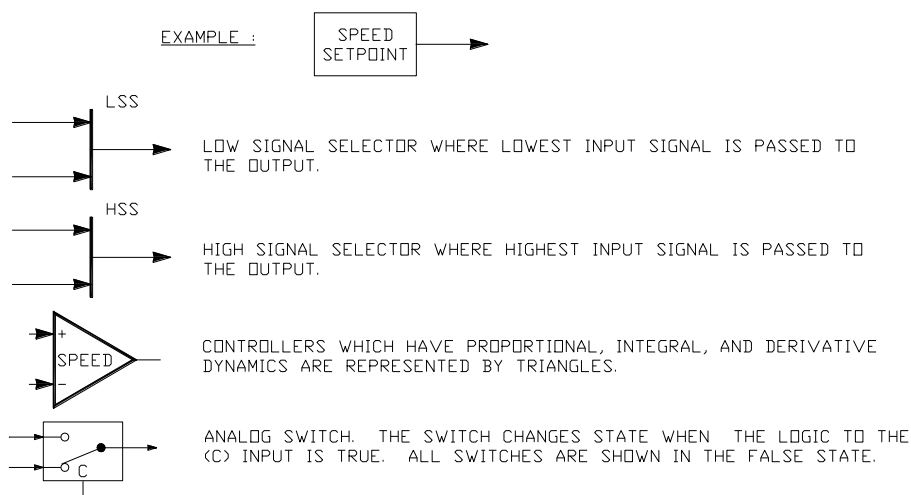 EXAMPLE :
SPEED
SETPOINT
LSS
LOW SIGNAL SELECTOR WHERE LOWEST INPUT SIGNAL IS PASSED TO
THE OUTPUT.
HSS
HIGH SIGNAL SELECTOR WHERE HIGHEST INPUT SIGNAL IS PASSED TO
THE OUTPUT.
+
SPEED
−
CONTROLLERS WHICH HAVE PROPORTIONAL, INTEGRAL, AND DERIVATIVE
DYNAMICS ARE REPRESENTED BY TRIANGLES.
C
ANALOG SWITCH. THE SWITCH CHANGES STATE WHEN THE LOGIC TO THE
(C) INPUT IS TRUE. ALL SWITCHES ARE SHOWN IN THE FALSE STATE.